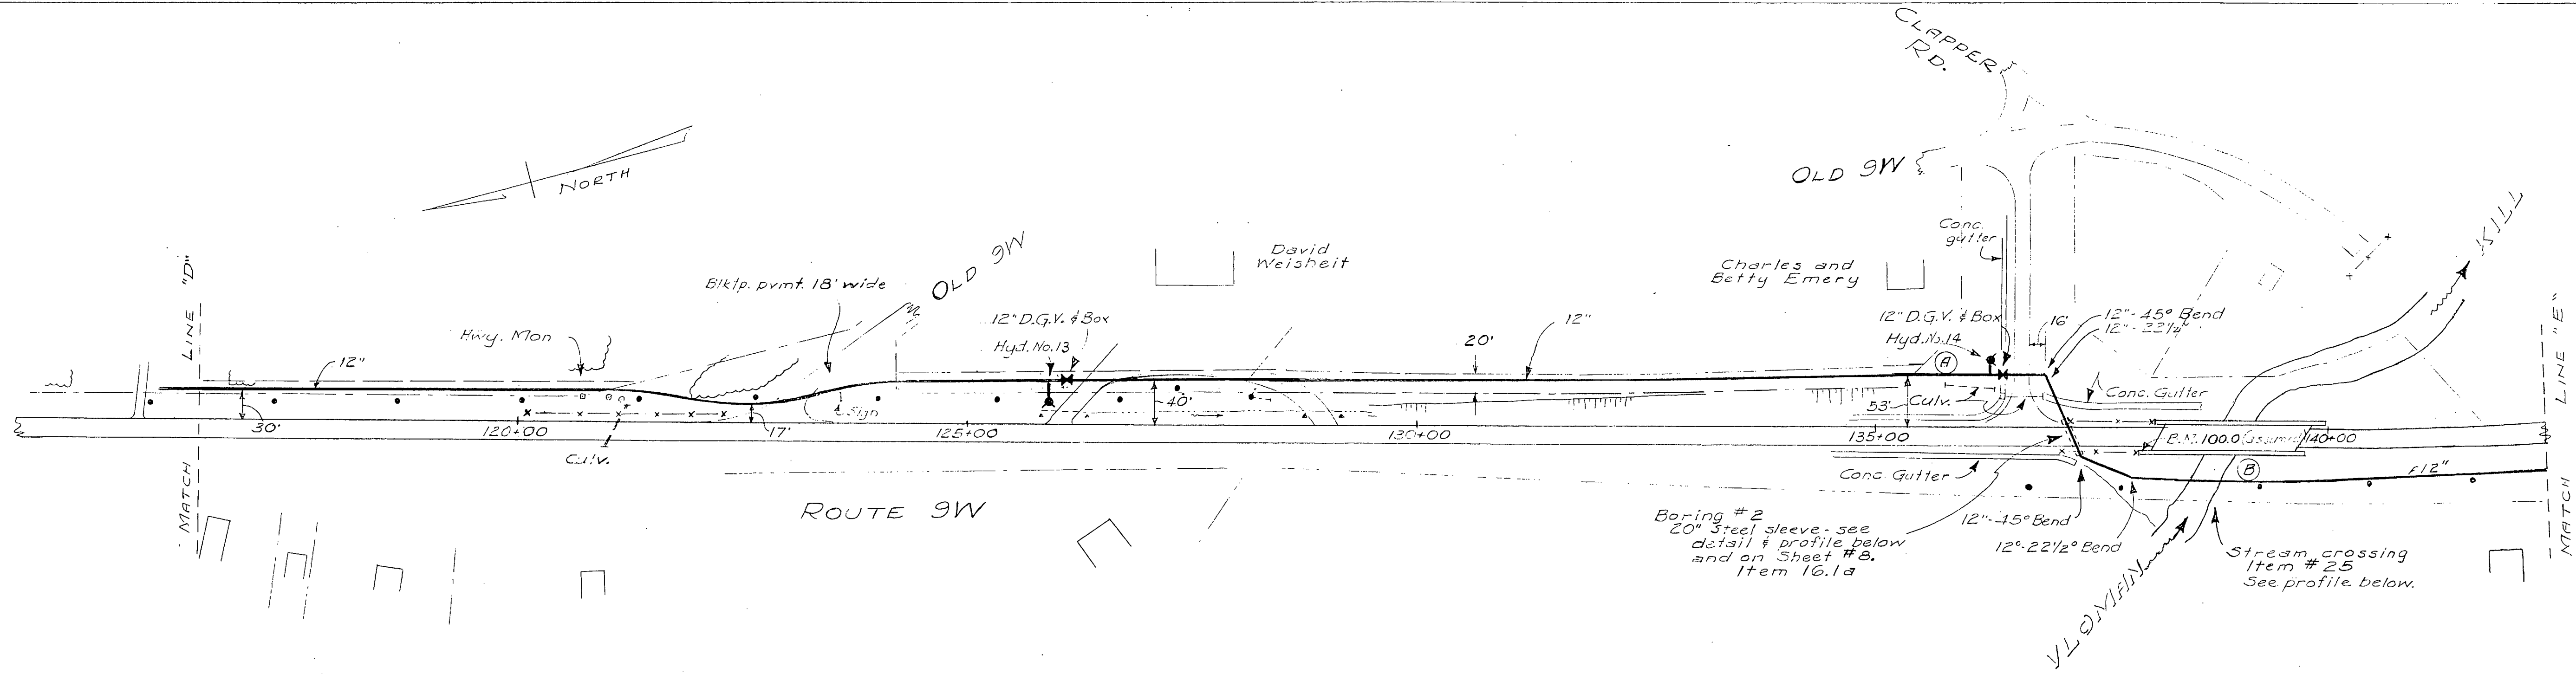 CLAPPER
RD.
OLD 9W
NORTH
MATCH LINE "D"
Hwy. Mon
Blktp. pvmt. 18' wide
OLD 9W
David
Weisheit
Charles and
Betty Emery
Conc.
gutter
KILL
12"
12" D.G.V. & Box
Hyd. No. 13
20'
12"
12" D.G.V. & Box
Hyd. No. 14
A
16'
12"-45° Bend
12"-22½°
MATCH LINE "E"
30'
120+00
Culv.
17'
Sign
125+00
40'
130+00
53'
Culv.
135+00
Conc. Gutter
B.M. 100.0 (assumed)
140+00
B
12"
Conc. Gutter
ROUTE 9W
Boring #2
20" Steel sleeve - see
detail & profile below
and on Sheet #8.
Item 16.1a
12"-45° Bend
12"-22½° Bend
Stream crossing
Item #25
See profile below.
VLOMAN